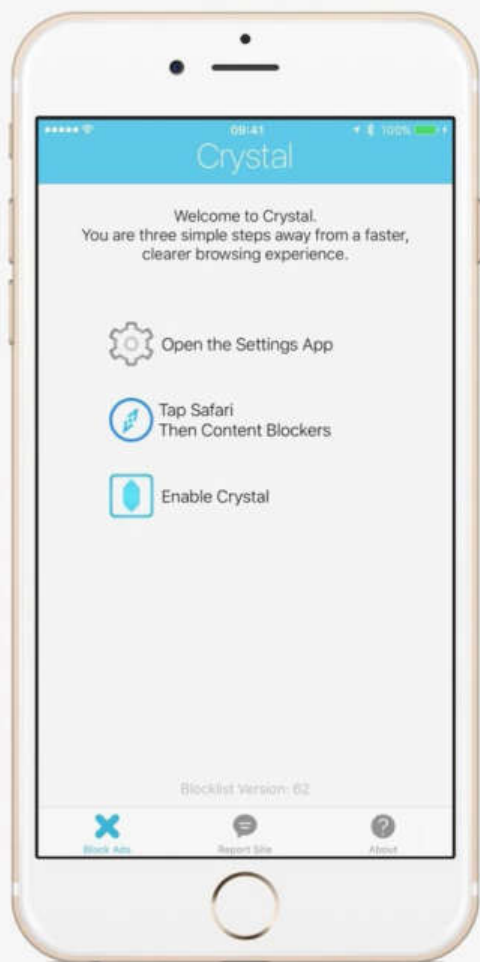 09:41
100%
Crystal
Welcome to Crystal.
You are three simple steps away from a faster,
clearer browsing experience.
Open the Settings App
Tap Safari
Then Content Blockers
Enable Crystal
Blocklist Version: 62
Block Ads
Report Site
About